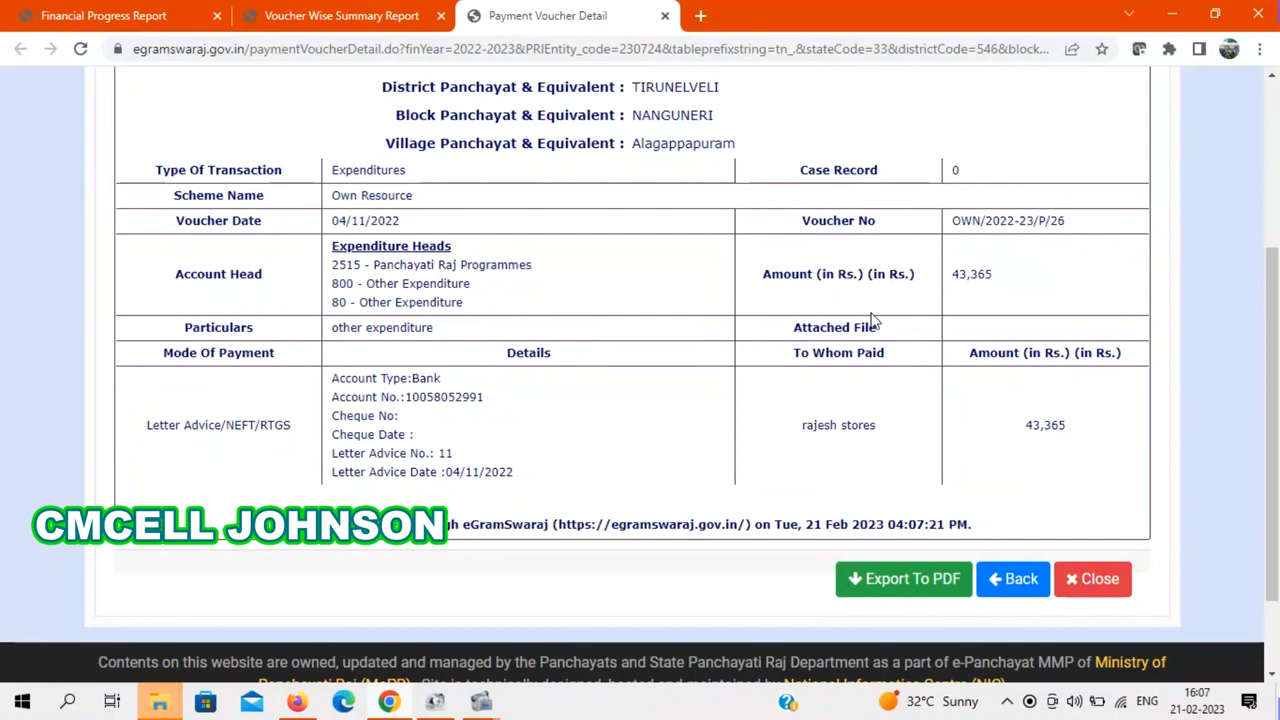 Financial Progress Report
Voucher Wise Summary Report
Payment Voucher Detail
egramswaraj.gov.in/paymentVoucherDetail.do?finYear=2022-2023&PRIEntity_code=230724&tableprefixstring=tn_.&stateCode=33&districtCode=546&block...
District Panchayat & Equivalent : TIRUNELVELI
Block Panchayat & Equivalent : NANGUNERI
Village Panchayat & Equivalent : Alagappapuram
Type Of Transaction Expenditures Case Record 0
Scheme Name Own Resource
Voucher Date 04/11/2022 Voucher No OWN/2022-23/P/26
Expenditure Heads
2515 - Panchayati Raj Programmes
Account Head 800 - Other Expenditure Amount (in Rs.) (in Rs.) 43,365
80 - Other Expenditure
Particulars other expenditure Attached File
Mode Of Payment Details To Whom Paid Amount (in Rs.) (in Rs.)
Account Type:Bank
Account No.:10058052991
Cheque No:
Letter Advice/NEFT/RTGS rajesh stores 43,365
Cheque Date :
Letter Advice No.: 11
Letter Advice Date :04/11/2022
CMCELL JOHNSON
eGramSwaraj (https://egramswaraj.gov.in/) on Tue, 21 Feb 2023 04:07:21 PM.
Export To PDF Back Close
Contents on this website are owned, updated and managed by the Panchayats and State Panchayati Raj Department as a part of e-Panchayat MMP of Ministry of
32°C Sunny ENG 16:07
21-02-2023